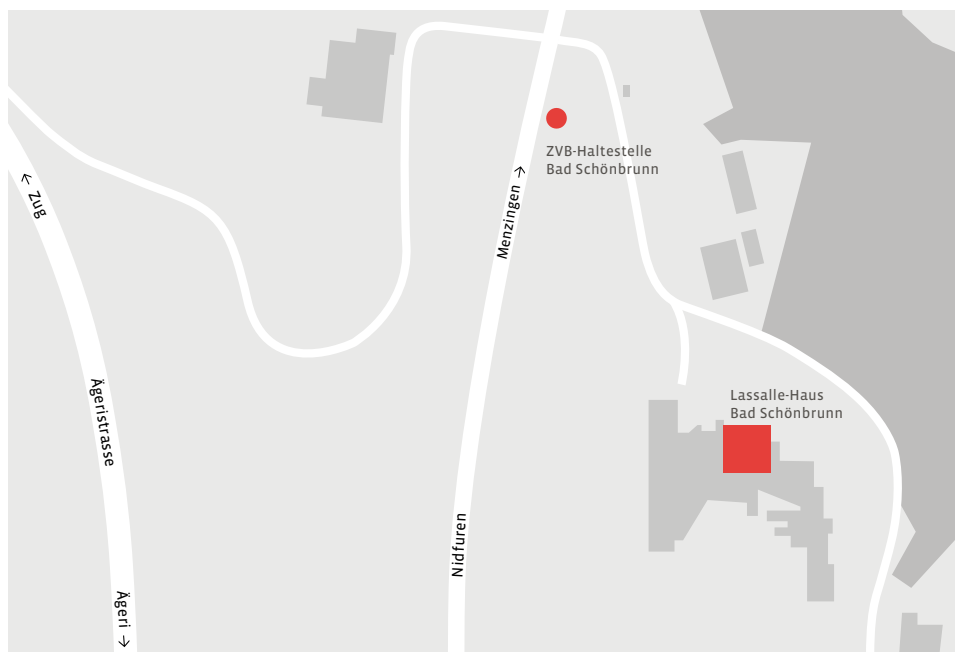 ZVB-Haltestelle
Bad Schönbrunn
Menzingen →
← Zug
Ägeristrasse
Lassalle-Haus
Bad Schönbrunn
Nidfuren
Ägeri →